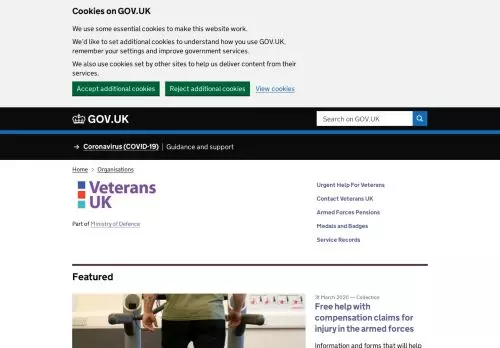 Cookies on GOV.UK
We use some essential cookies to make this website work.
We'd like to set additional cookies to understand how you use GOV.UK,
remember your settings and improve government services.
We also use cookies set by other sites to help us deliver content from their
services.
Accept additional cookies Reject additional cookies View cookies
GOV.UK
Search on GOV.UK
→ Coronavirus (COVID-19) | Guidance and support
Home > Organisations
Veterans
UK
Part of Ministry of Defence
Urgent Help For Veterans
Contact Veterans UK
Armed Forces Pensions
Medals and Badges
Service Records
Featured
31 March 2020 — Collection
Free help with
compensation claims for
injury in the armed forces
Information and forms that will help